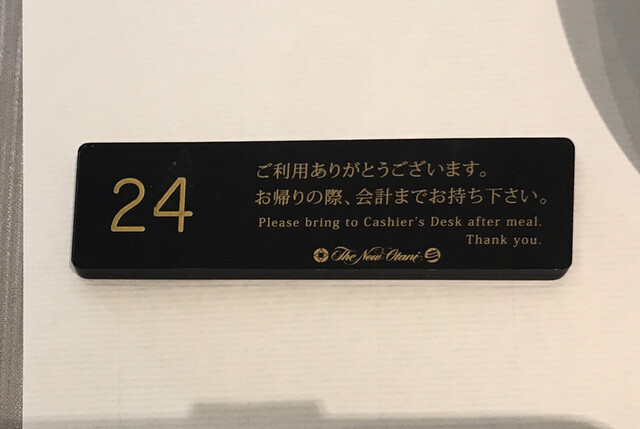 24
ご利用ありがとうございます。
お帰りの際、会計までお持ち下さい。
Please bring to Cashier's Desk after meal.
Thank you.
The New Otani